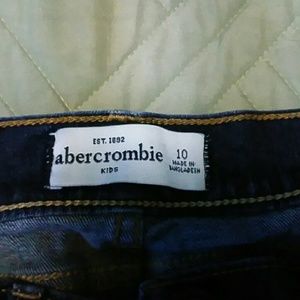 EST. 1892
abercrombie
KIDS
10
MADE IN
BANGLADESH